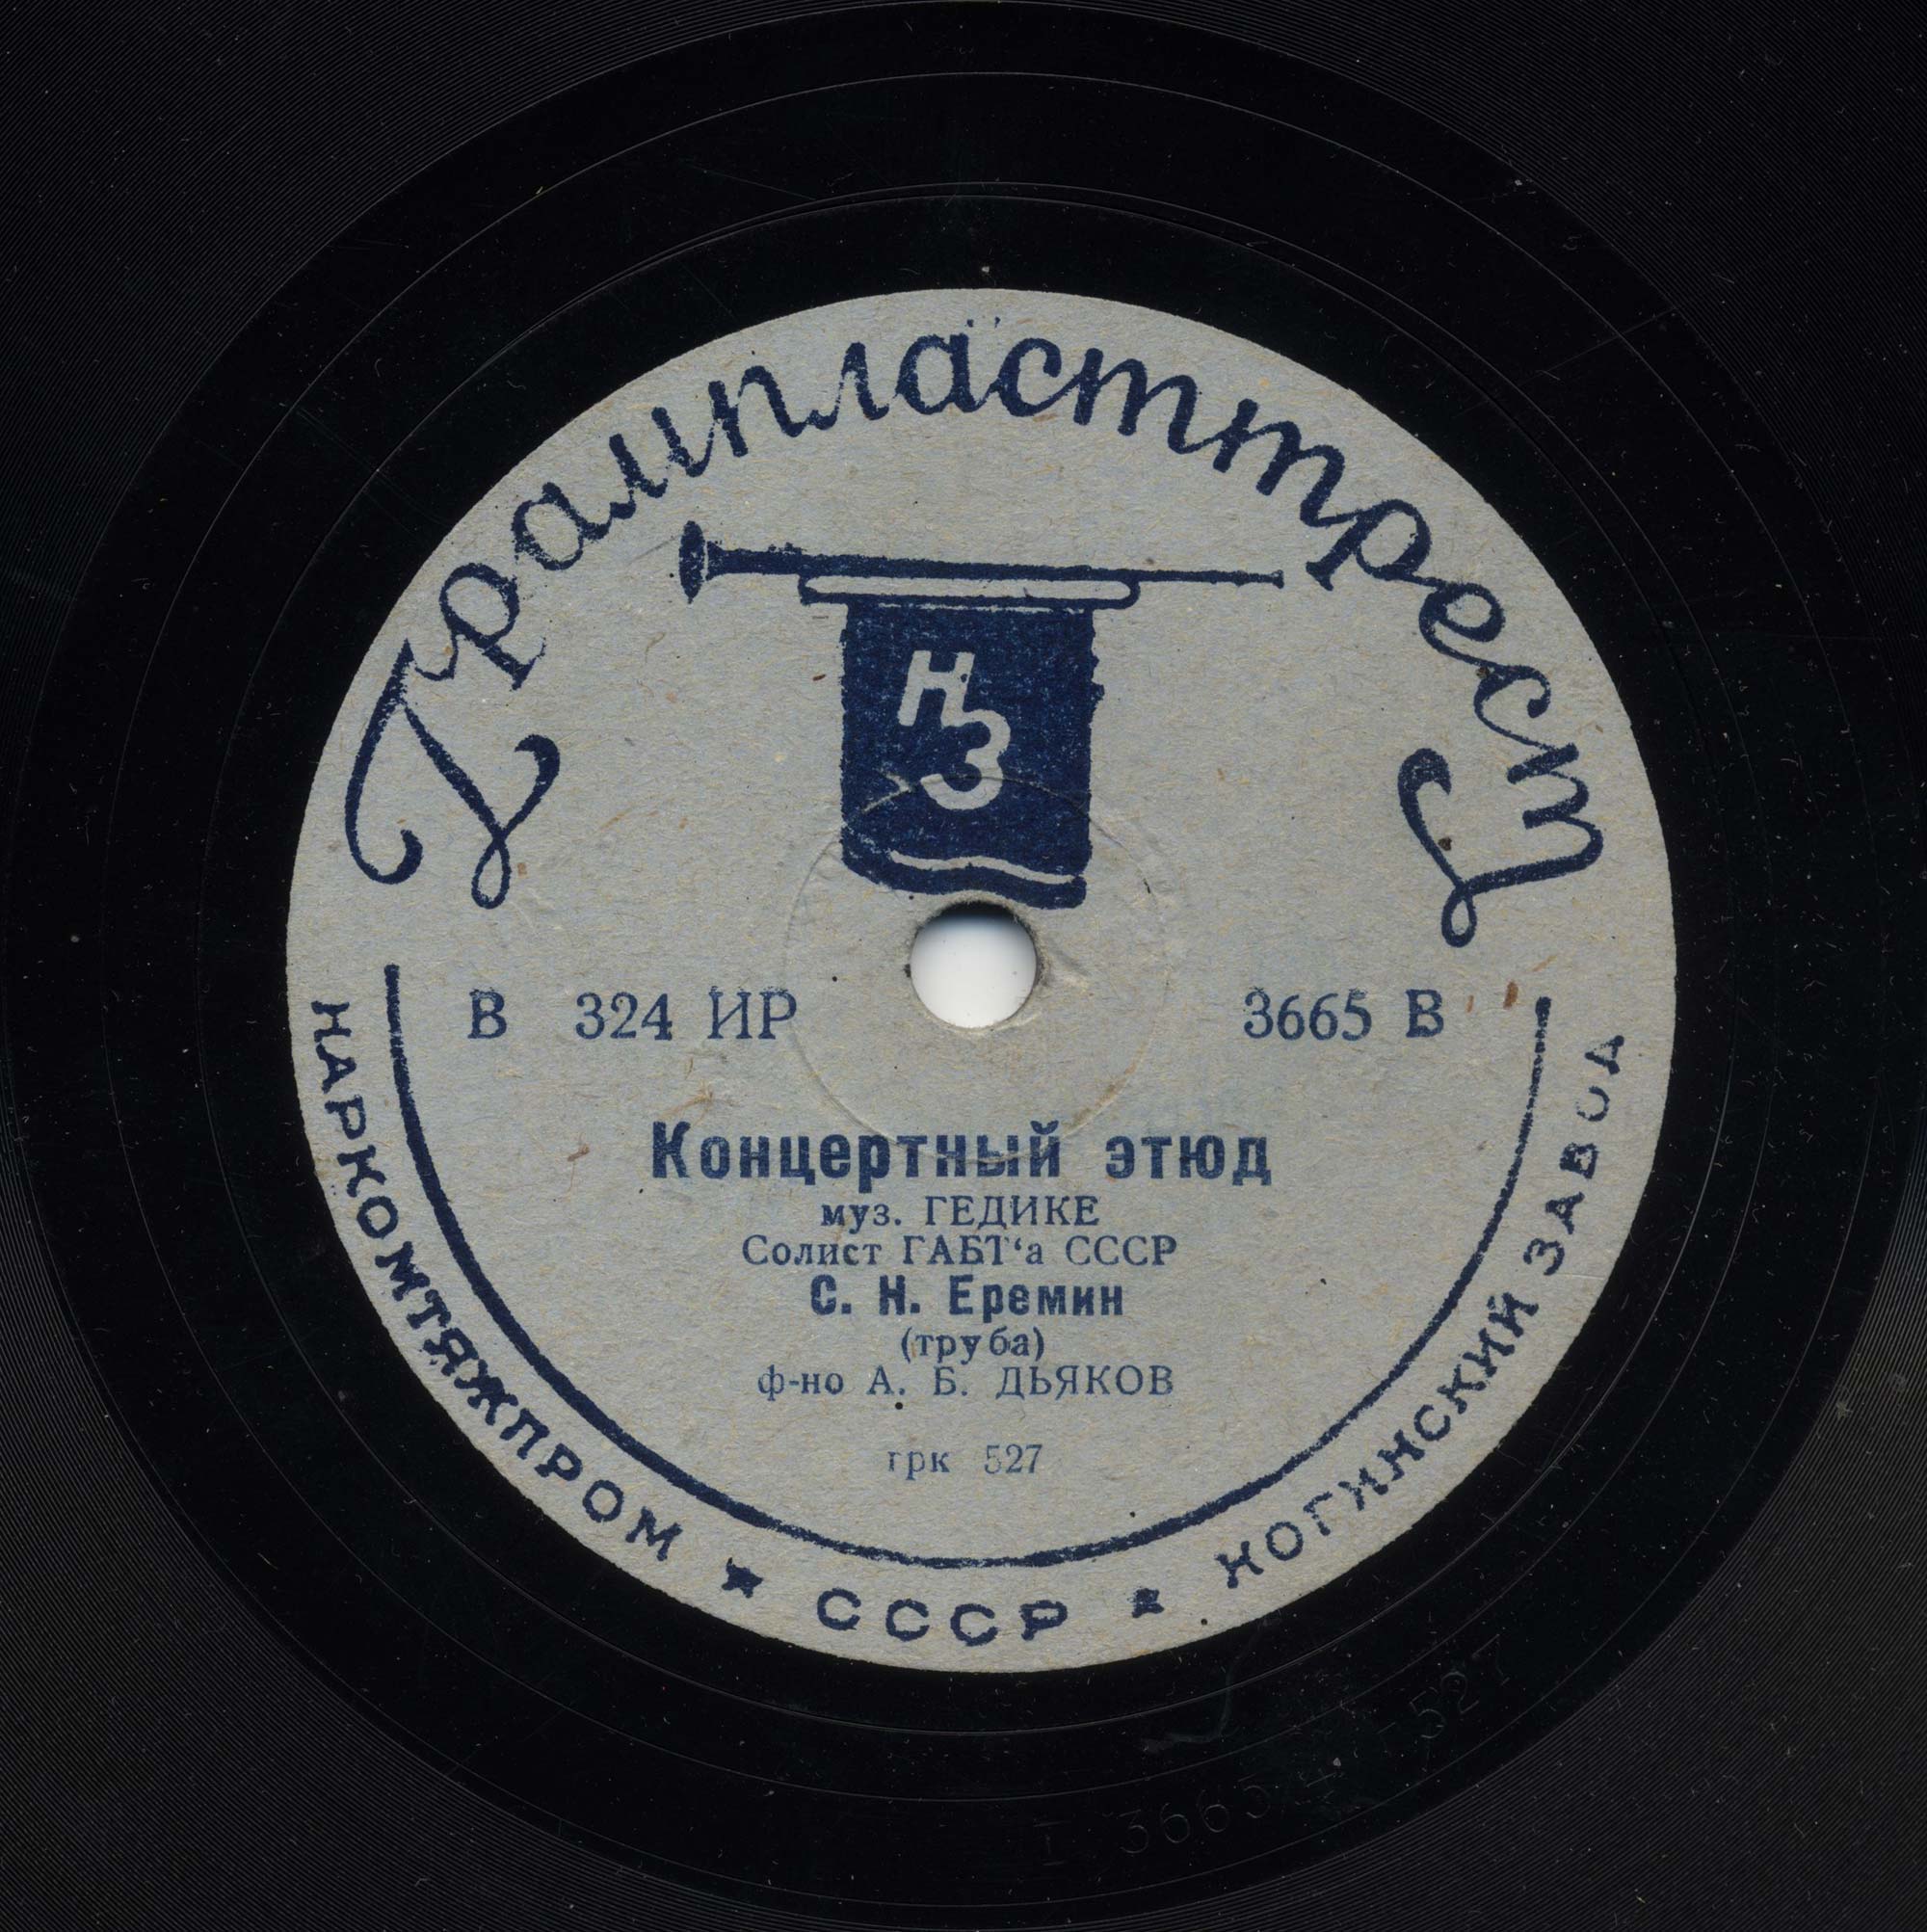 Грампласттрест
НЗ
В 324 ИР 3665 В
Концертный этюд
муз. ГЕДИКЕ
Солист ГАБТ‘а СССР
С. Н. Еремин
(труба)
ф-но А. Б. ДЬЯКОВ
грк 527
НАРКОМТЯЖПРОМ ★ СССР ★ НОГИНСКИЙ ЗАВОД